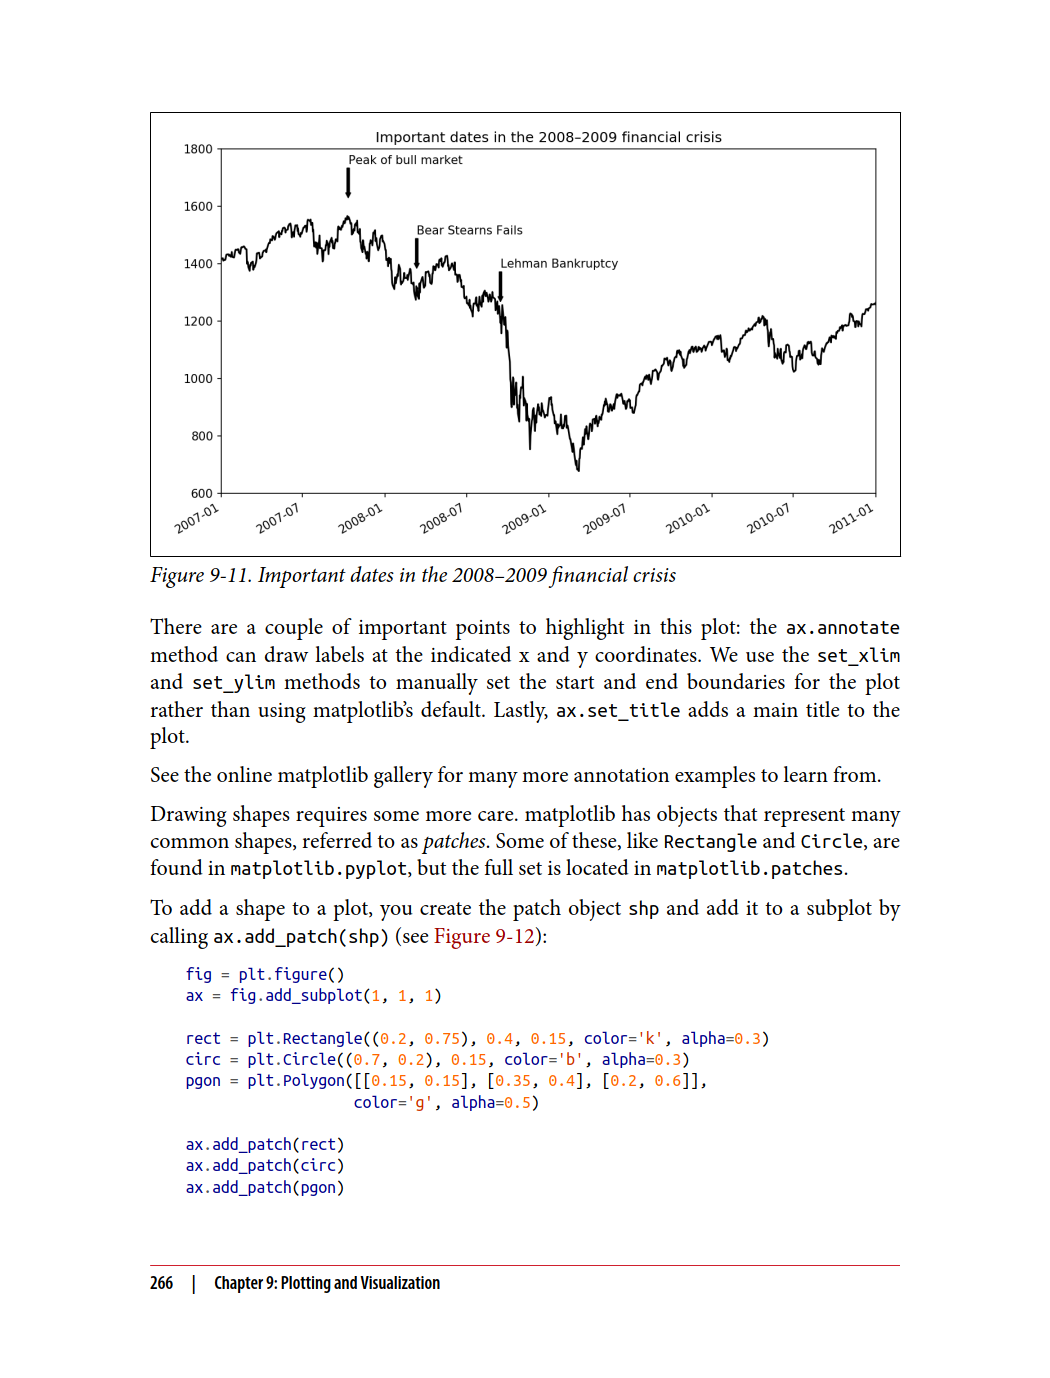 Important dates in the 2008–2009 financial crisis
1800
1600
1400
1200
1000
800
600
Peak of bull market
Bear Stearns Fails
Lehman Bankruptcy
2007-01
2007-07
2008-01
2008-07
2009-01
2009-07
2010-01
2010-07
2011-01
Figure 9-11. Important dates in the 2008–2009 financial crisis
There are a couple of important points to highlight in this plot: the ax.annotate
method can draw labels at the indicated x and y coordinates. We use the set_xlim
and set_ylim methods to manually set the start and end boundaries for the plot
rather than using matplotlib’s default. Lastly, ax.set_title adds a main title to the
plot.
See the online matplotlib gallery for many more annotation examples to learn from.
Drawing shapes requires some more care. matplotlib has objects that represent many
common shapes, referred to as patches. Some of these, like Rectangle and Circle, are
found in matplotlib.pyplot, but the full set is located in matplotlib.patches.
To add a shape to a plot, you create the patch object shp and add it to a subplot by
calling ax.add_patch(shp) (see Figure 9-12):
fig = plt.figure()
ax = fig.add_subplot(1, 1, 1)
rect = plt.Rectangle((0.2, 0.75), 0.4, 0.15, color='k', alpha=0.3)
circ = plt.Circle((0.7, 0.2), 0.15, color='b', alpha=0.3)
pgon = plt.Polygon([[0.15, 0.15], [0.35, 0.4], [0.2, 0.6]],
color='g', alpha=0.5)
ax.add_patch(rect)
ax.add_patch(circ)
ax.add_patch(pgon)
266 | Chapter 9: Plotting and Visualization